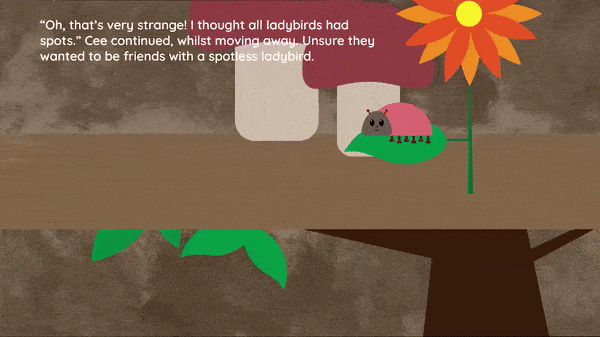 “Oh, that’s very strange! I thought all ladybirds had
spots.” Cee continued, whilst moving away. Unsure they
wanted to be friends with a spotless ladybird.